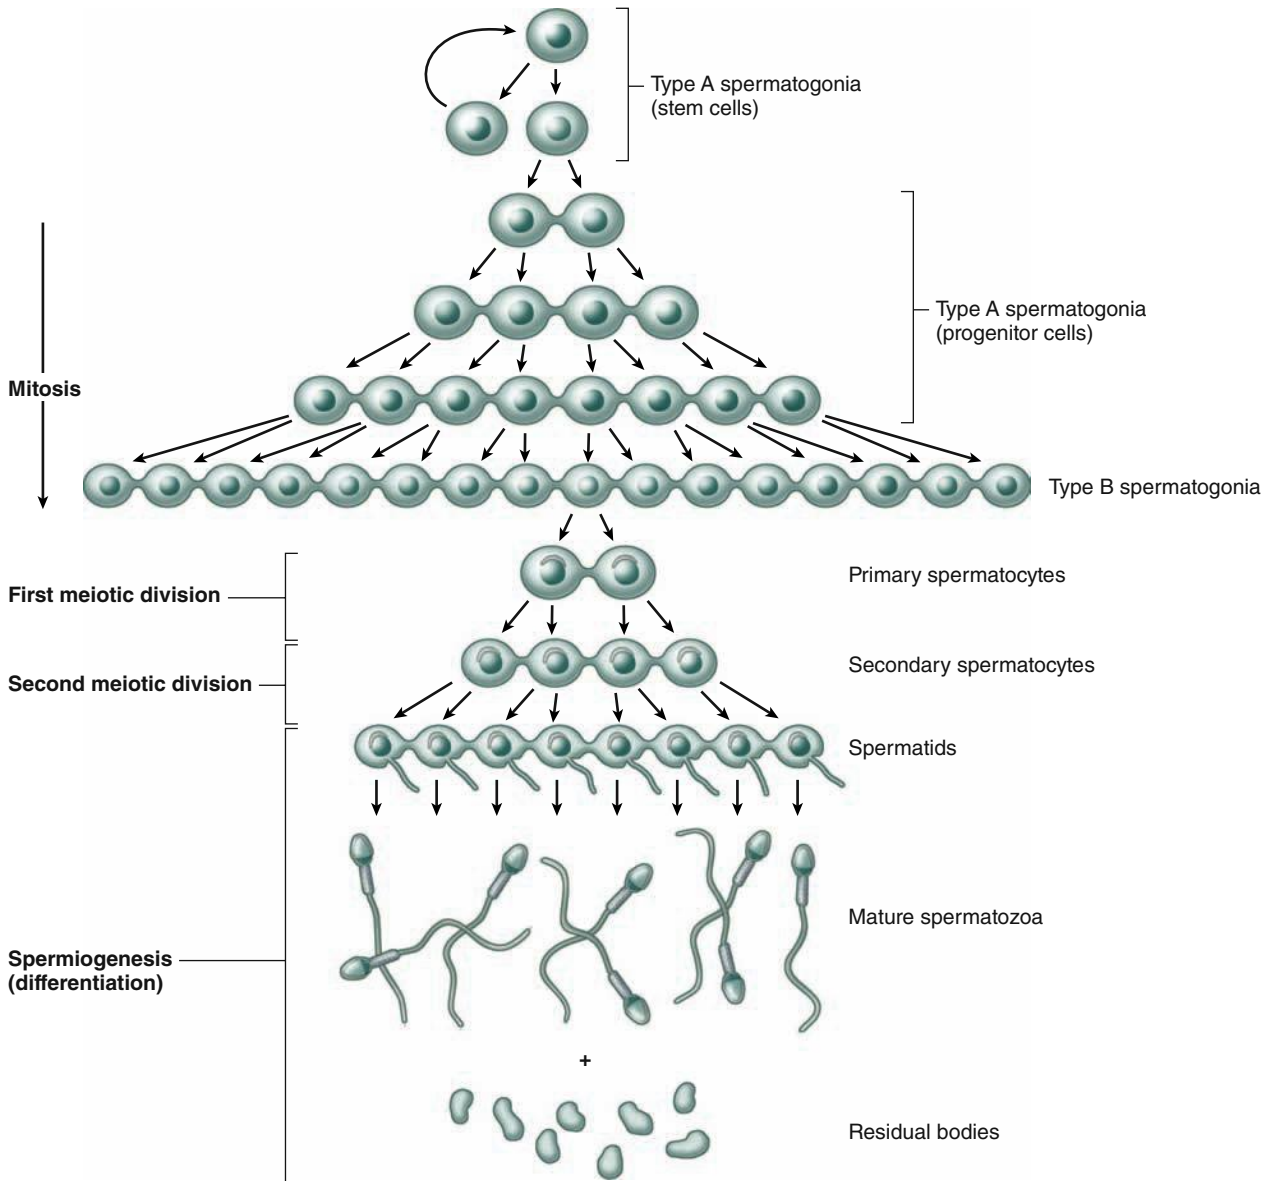 Type A spermatogonia
(stem cells)
Type A spermatogonia
(progenitor cells)
Mitosis
Type B spermatogonia
Primary spermatocytes
First meiotic division
Secondary spermatocytes
Second meiotic division
Spermatids
Mature spermatozoa
Spermiogenesis
(differentiation)
+
Residual bodies